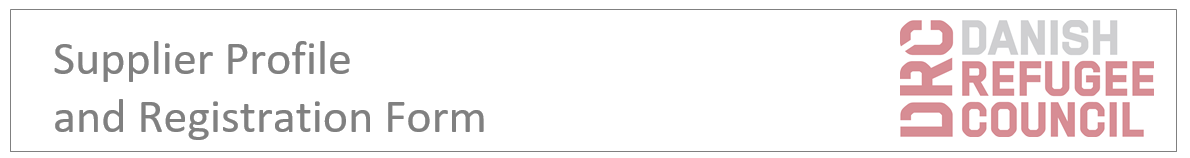 Supplier Profile
and Registration Form
DRC
DANISH
REFUGEE
COUNCIL